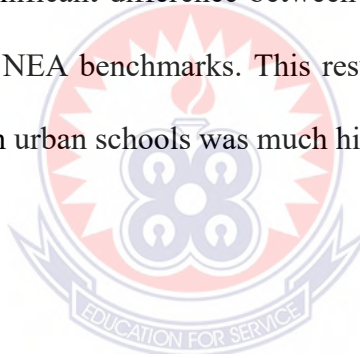 nificant difference between
NEA benchmarks. This res
n urban schools was much hi
EDUCATION FOR SERVICE